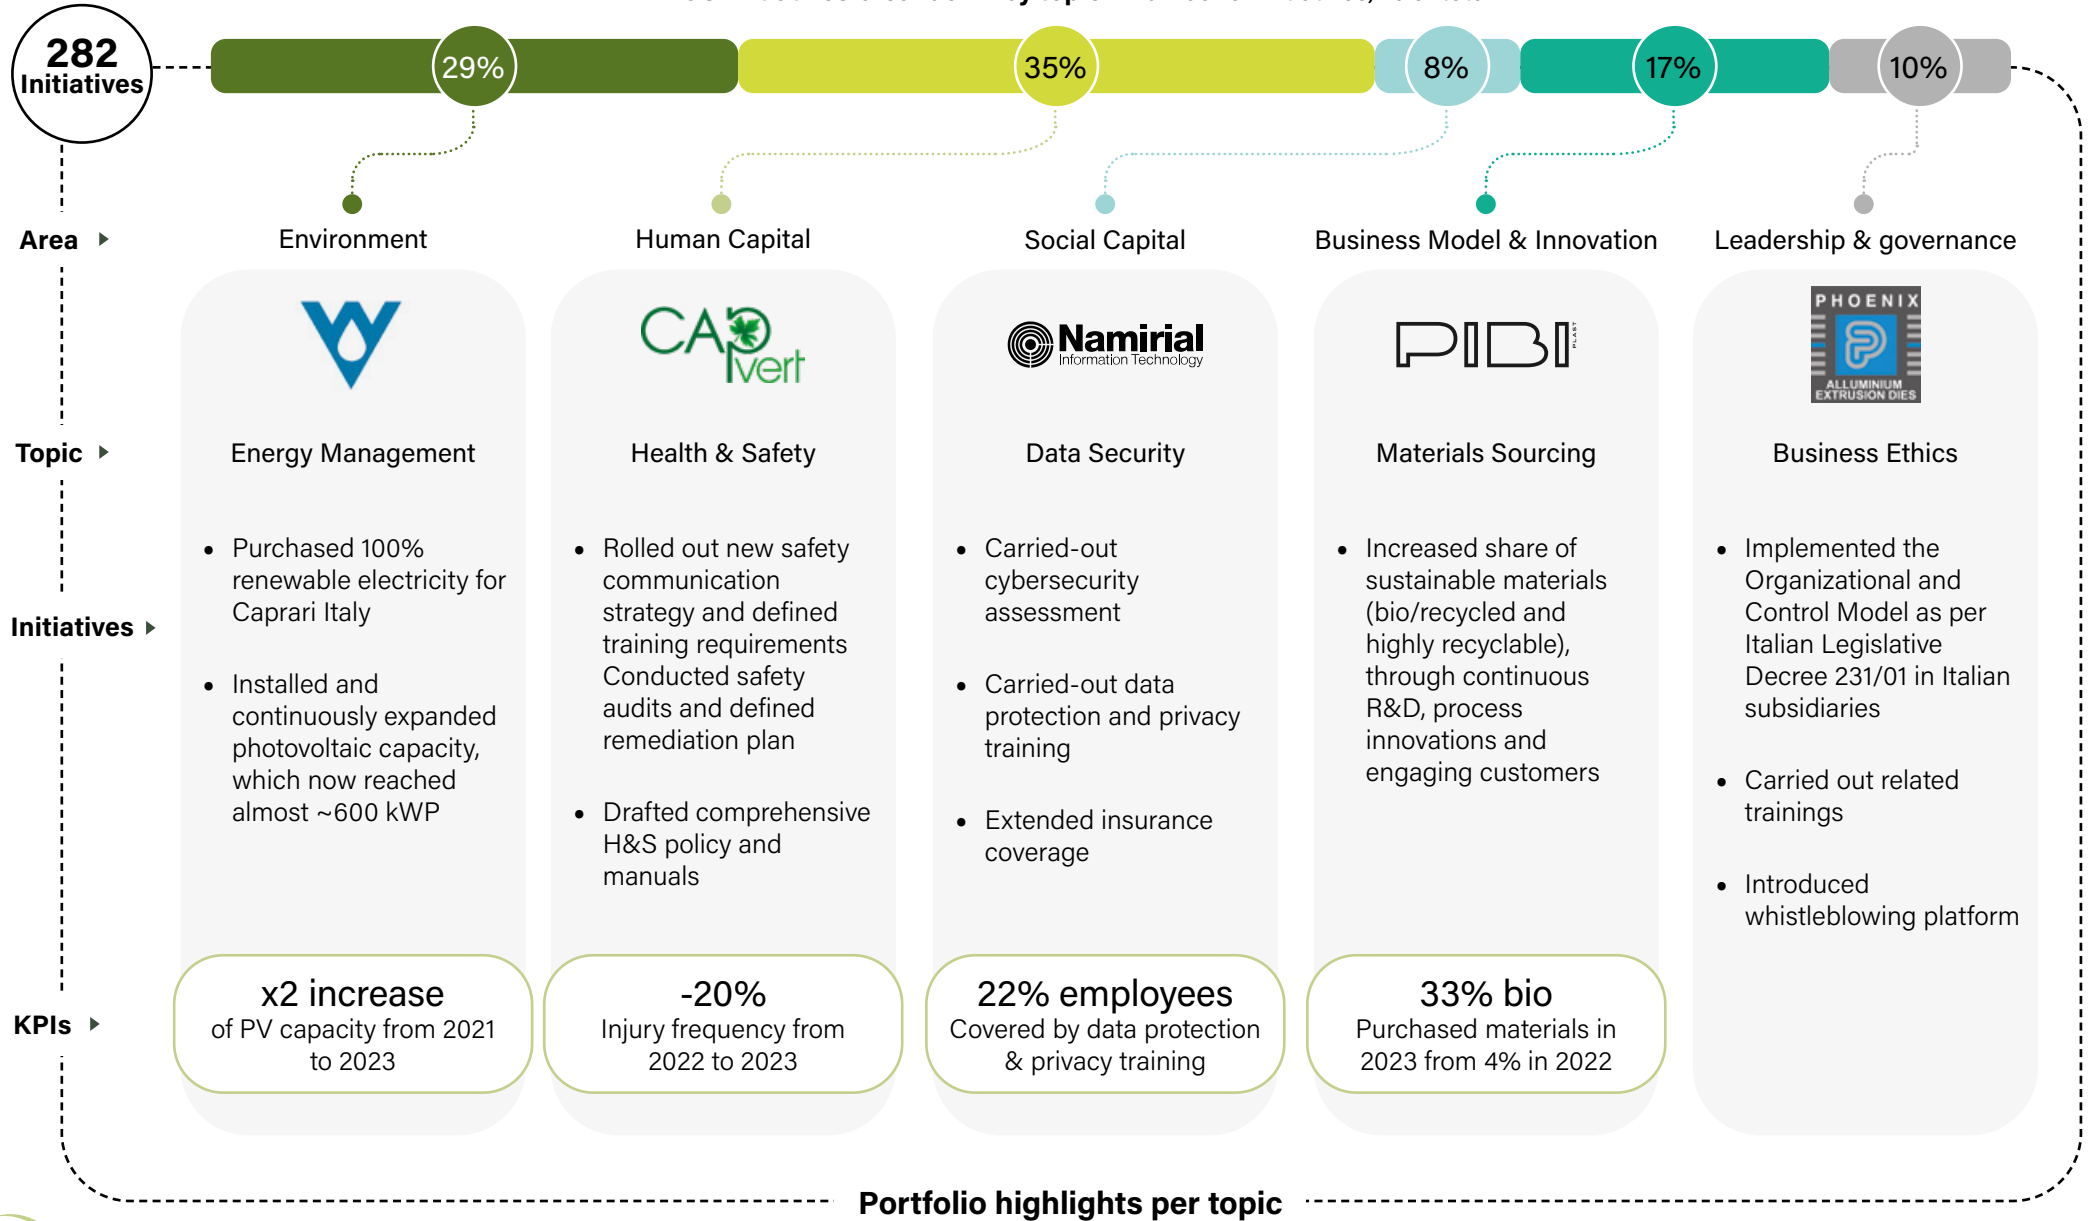 282
Initiatives
29%
35%
8%
17%
10%
Area
Environment
Human Capital
Social Capital
Business Model & Innovation
Leadership & governance
CAP
vert
Namirial
Information Technology
PIBI
PLAST
PHOENIX
ALLUMINIUM
EXTRUSION DIES
Topic
Energy Management
Health & Safety
Data Security
Materials Sourcing
Business Ethics
Initiatives
• Purchased 100%
renewable electricity for
Caprari Italy
• Installed and
continuously expanded
photovoltaic capacity,
which now reached
almost ~600 kWP
• Rolled out new safety
communication
strategy and defined
training requirements
Conducted safety
audits and defined
remediation plan
• Drafted comprehensive
H&S policy and
manuals
• Carried-out
cybersecurity
assessment
• Carried-out data
protection and privacy
training
• Extended insurance
coverage
• Increased share of
sustainable materials
(bio/recycled and
highly recyclable),
through continuous
R&D, process
innovations and
engaging customers
• Implemented the
Organizational and
Control Model as per
Italian Legislative
Decree 231/01 in Italian
subsidiaries
• Carried out related
trainings
• Introduced
whistleblowing platform
KPIs
x2 increase
of PV capacity from 2021
to 2023
-20%
Injury frequency from
2022 to 2023
22% employees
Covered by data protection
& privacy training
33% bio
Purchased materials in
2023 from 4% in 2022
Portfolio highlights per topic